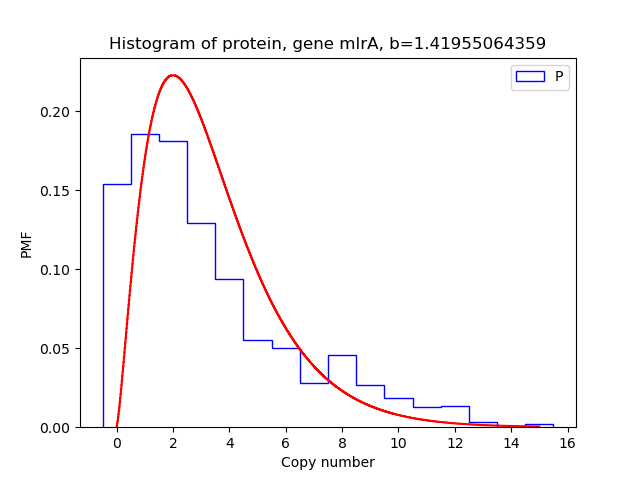 Histogram of protein, gene mlrA, b=1.41955064359
P
0.20
0.15
0.10
0.05
0.00
PMF
0 2 4 6 8 10 12 14 16
Copy number